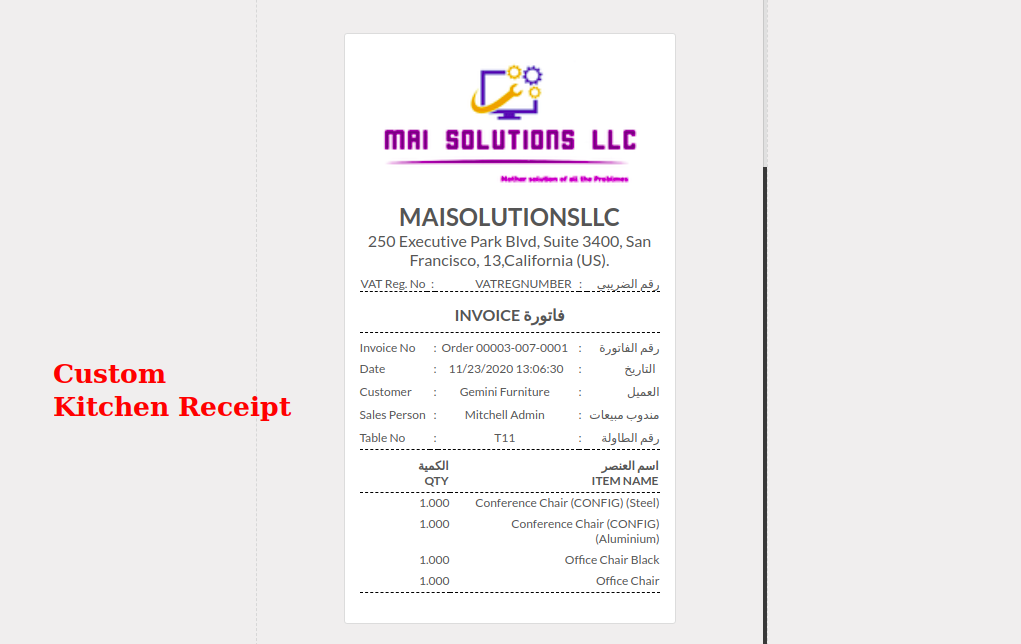 MAI SOLUTIONS LLC
Mother solution of all the Problmes
MAISOLUTIONSLLC
250 Executive Park Blvd, Suite 3400, San
Francisco, 13,California (US).
VAT Reg. No : VATREGNUMBER : رقم الضريبي
INVOICE فاتورة
Invoice No : Order 00003-007-0001 : رقم الفاتورة
Date : 11/23/2020 13:06:30 : التاريخ
Customer : Gemini Furniture : العميل
Sales Person : Mitchell Admin : مندوب مبيعات
Table No : T11 : رقم الطاولة
الكمية اسم العنصر
QTY ITEM NAME
1.000 Conference Chair (CONFIG) (Steel)
1.000 Conference Chair (CONFIG)
(Aluminium)
1.000 Office Chair Black
1.000 Office Chair
Custom
Kitchen Receipt